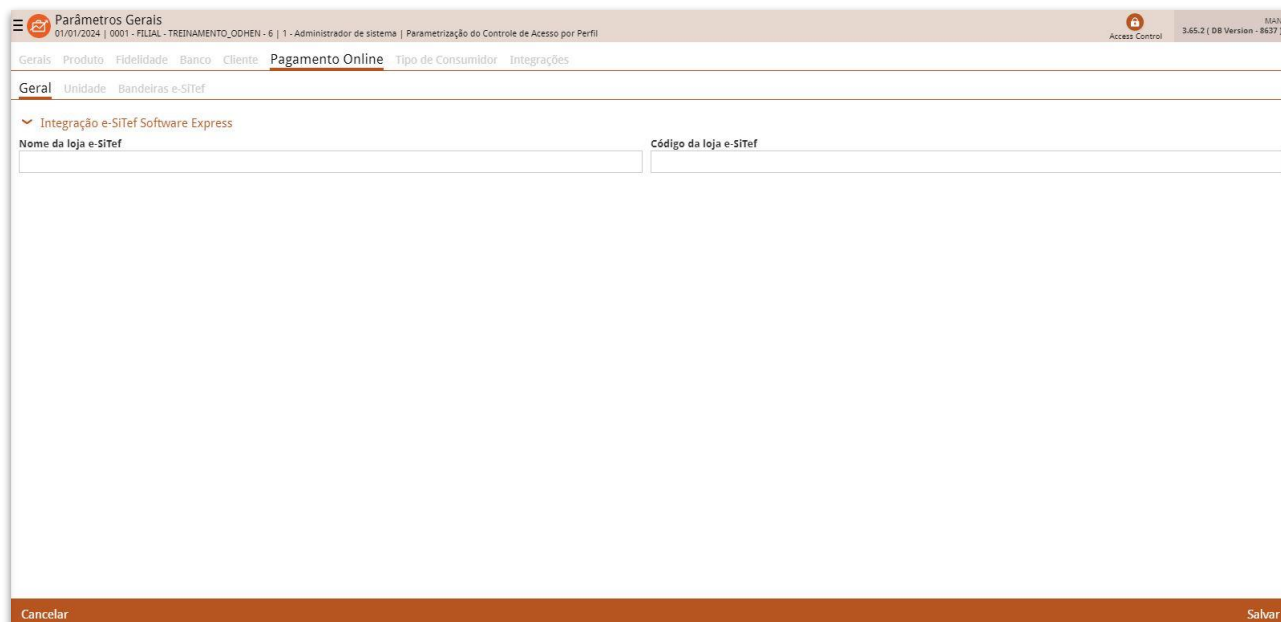 Parâmetros Gerais
01/01/2024 | 0001 - FILIAL - TREINAMENTO_ODHEN - 6 | 1 - Administrador de sistema | Parametrização do Controle de Acesso por Perfil
Access Control
MAN
3.65.2 ( DB Version - 8637 )
Gerais Produto Fidelidade Banco Cliente Pagamento Online Tipo de Consumidor Integrações
Geral Unidade Bandeiras e-SiTef
Integração e-SiTef Software Express
Nome da loja e-SiTef Código da loja e-SiTef
Cancelar Salvar